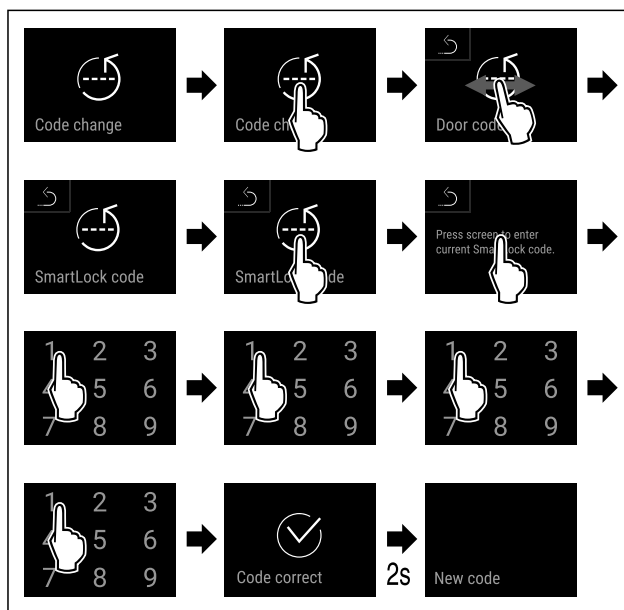 Code change
Code ch
Door code
SmartLock code
SmartLo de
Press screen to enter
current SmartLock code.
1 2 3
4 5 6
7 8 9
1 2 3
4 5 6
7 8 9
1 2 3
4 5 6
7 8 9
1 2 3
4 5 6
7 8 9
Code correct
2s
New code